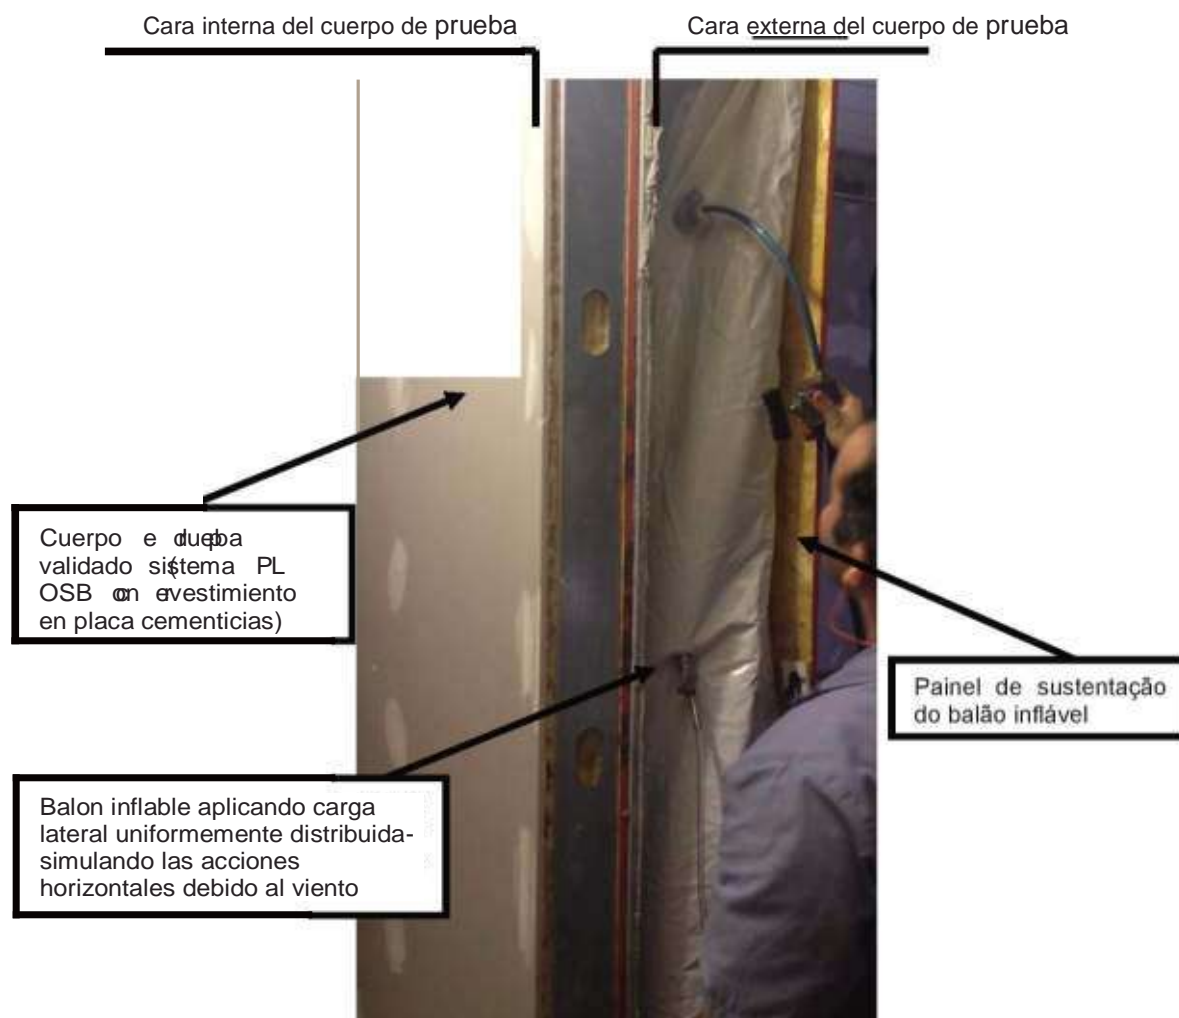 Cara interna del cuerpo de prueba
Cara externa del cuerpo de prueba
Cuerpo e
validado PL
OSB
en placa cementicias)
Painel de sustentação
do balão inflável
Balon inflable aplicando carga
lateral uniformemente distribuida-
simulando las acciones
horizontales debido al viento